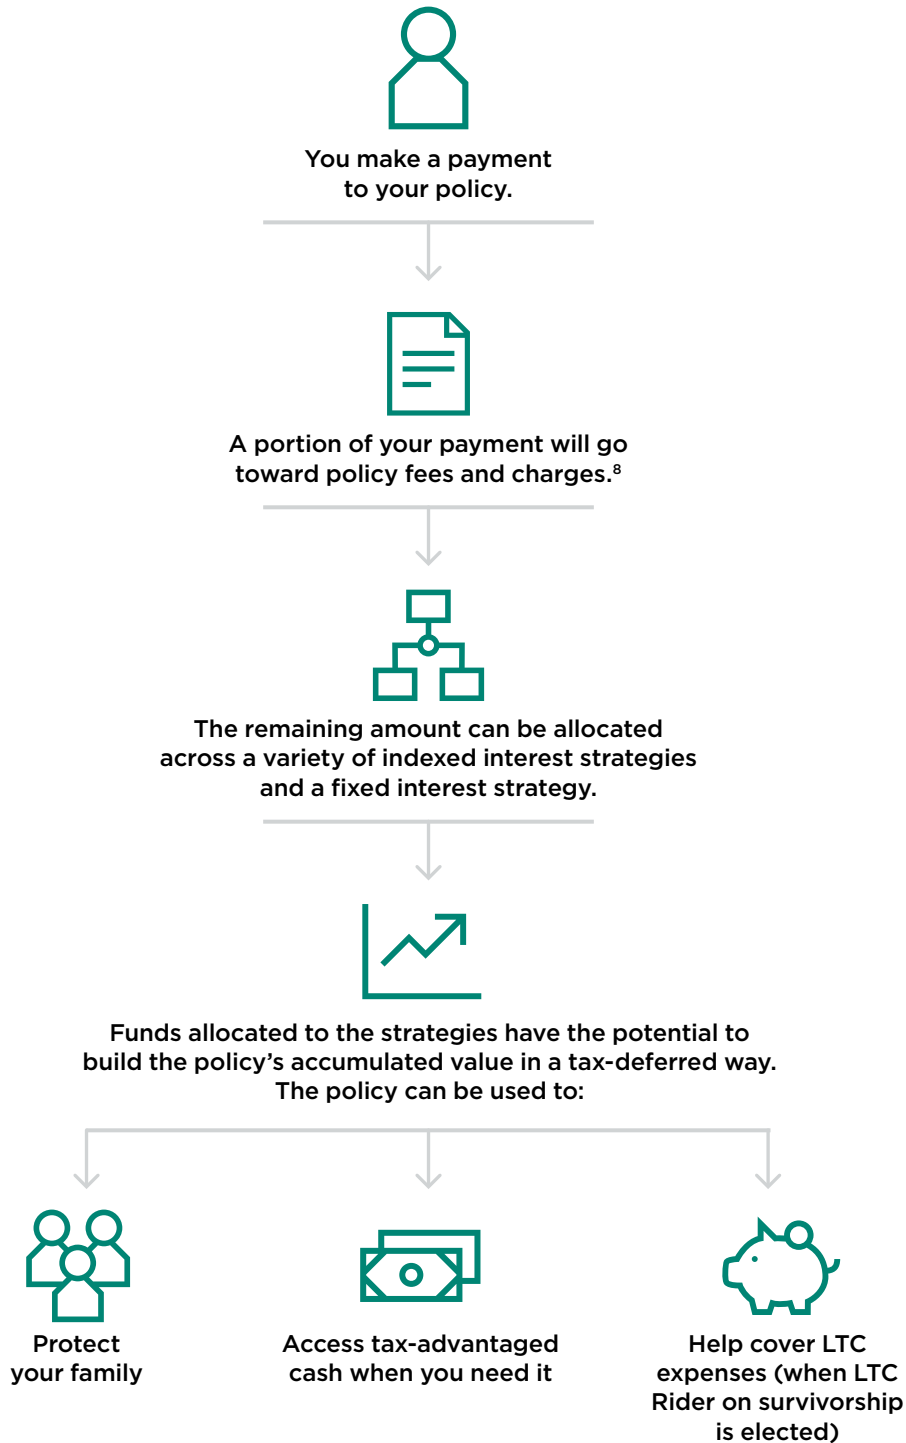 You make a payment
to your policy.
A portion of your payment will go
toward policy fees and charges.⁸
The remaining amount can be allocated
across a variety of indexed interest strategies
and a fixed interest strategy.
Funds allocated to the strategies have the potential to
build the policy’s accumulated value in a tax-deferred way.
The policy can be used to:
Protect
your family
Access tax-advantaged
cash when you need it
Help cover LTC
expenses (when LTC
Rider on survivorship
is elected)